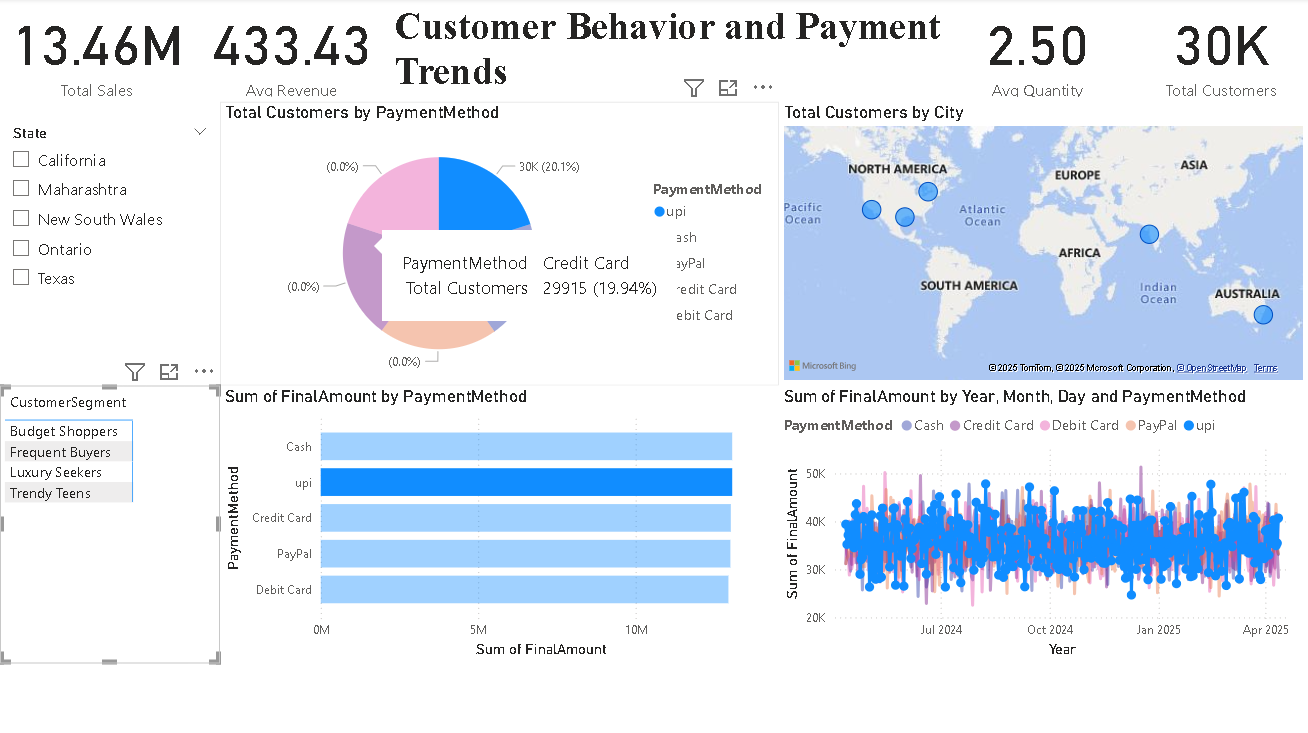 13.46M
Total Sales
433.43
Avg Revenue
Customer Behavior and Payment
Trends
2.50
Avg Quantity
30K
Total Customers
State
California
Maharashtra
New South Wales
Ontario
Texas
Total Customers by PaymentMethod
(0.0%)
30K (20.1%)
(0.0%)
(0.0%)
PaymentMethod
upi
ash
ayPal
redit Card
ebit Card
PaymentMethod Credit Card
Total Customers 29915 (19.94%)
Total Customers by City
NORTH AMERICA
EUROPE
ASIA
Pacific
Ocean
Atlantic
Ocean
AFRICA
SOUTH AMERICA
Indian
Ocean
AUSTRALIA
Microsoft Bing
© 2025 TomTom, © 2025 Microsoft Corporation, © OpenStreetMap Terms
CustomerSegment
Budget Shoppers
Frequent Buyers
Luxury Seekers
Trendy Teens
Sum of FinalAmount by PaymentMethod
PaymentMethod
Cash
upi
Credit Card
PayPal
Debit Card
0M 5M 10M
Sum of FinalAmount
Sum of FinalAmount by Year, Month, Day and PaymentMethod
PaymentMethod Cash Credit Card Debit Card PayPal upi
Sum of FinalAmount
50K
40K
30K
20K
Jul 2024 Oct 2024 Jan 2025 Apr 2025
Year